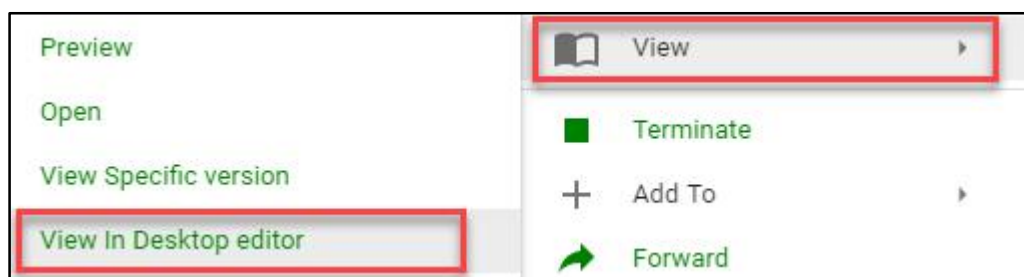 Preview
Open
View Specific version
View In Desktop editor
View
Terminate
Add To
Forward